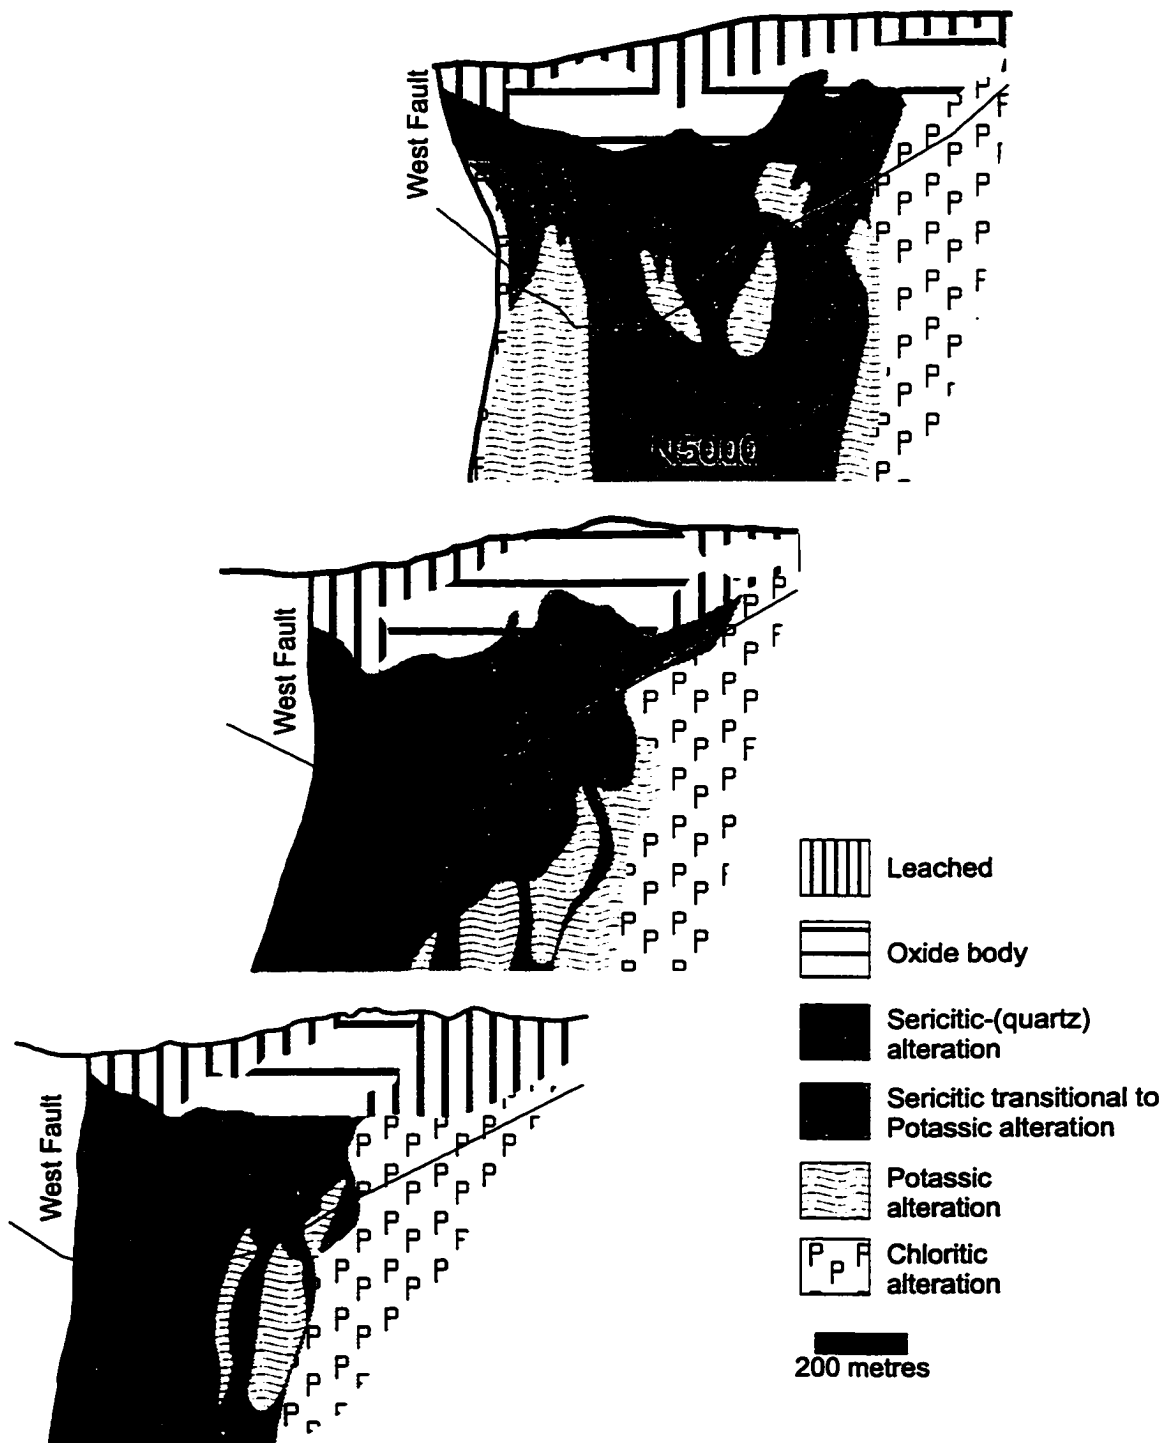 West Fault
N5000
West Fault
West Fault
Leached
Oxide body
Sericitic-(quartz)
alteration
Sericitic transitional to
Potassic alteration
Potassic
alteration
Chloritic
alteration
200 metres